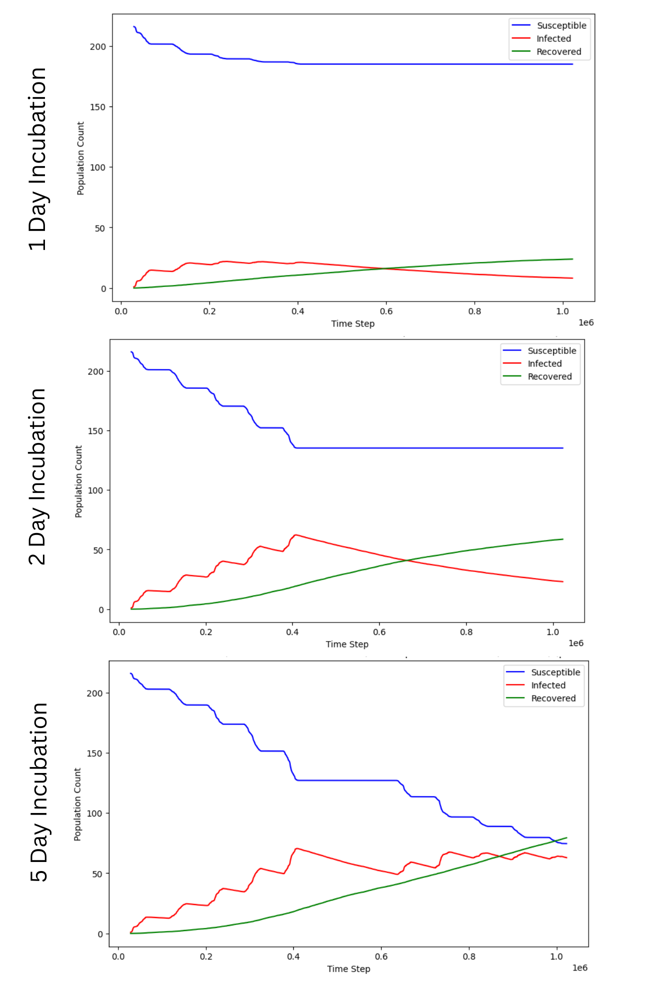 1 Day Incubation
Population Count
200
150
100
50
0
Susceptible
Infected
Recovered
0.0 0.2 0.4 0.6 0.8 1.0
1e6
Time Step
2 Day Incubation
Population Count
200
150
100
50
0
Susceptible
Infected
Recovered
0.0 0.2 0.4 0.6 0.8 1.0
1e6
Time Step
5 Day Incubation
Population Count
200
150
100
50
0
Susceptible
Infected
Recovered
0.0 0.2 0.4 0.6 0.8 1.0
1e6
Time Step